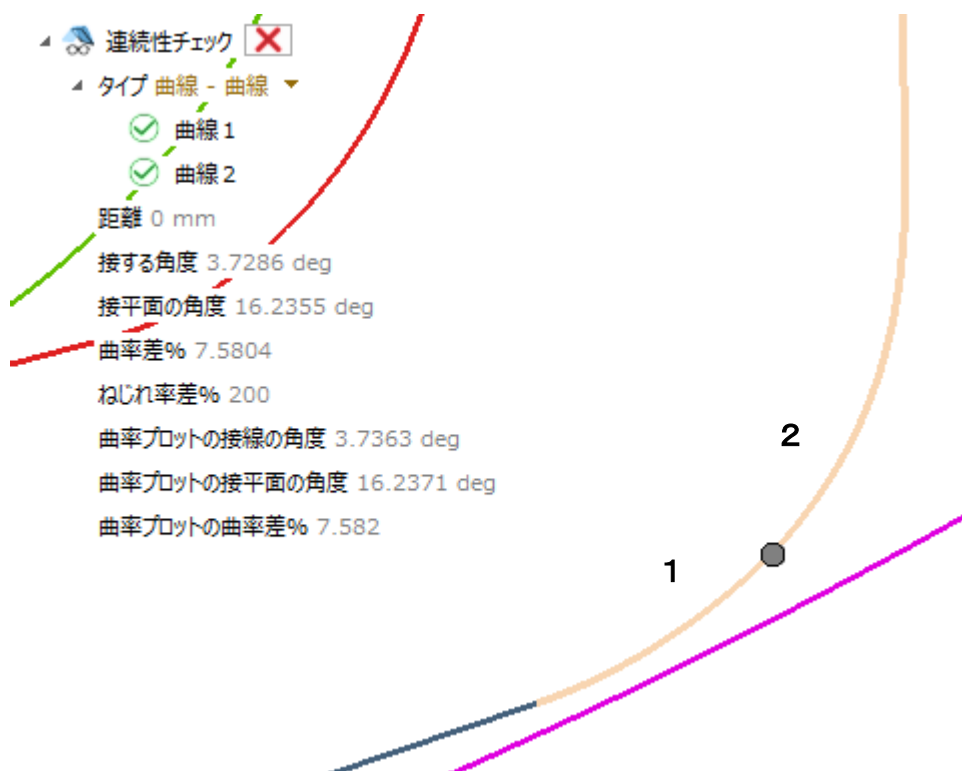 連続性チェック
タイプ 曲線 - 曲線
曲線 1
曲線 2
距離 0 mm
接する角度 3.7286 deg
接平面の角度 16.2355 deg
曲率差% 7.5804
ねじれ率差% 200
曲率プロットの接線の角度 3.7363 deg
曲率プロットの接平面の角度 16.2371 deg
曲率プロットの曲率差% 7.582
2
1